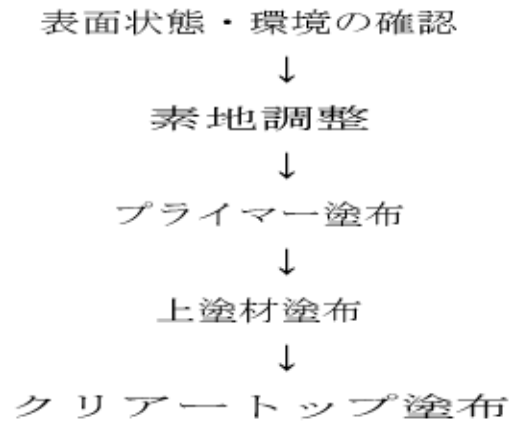 表面状態・環境の確認
↓
素地調整
↓
プライマー塗布
↓
上塗材塗布
↓
クリアートップ塗布